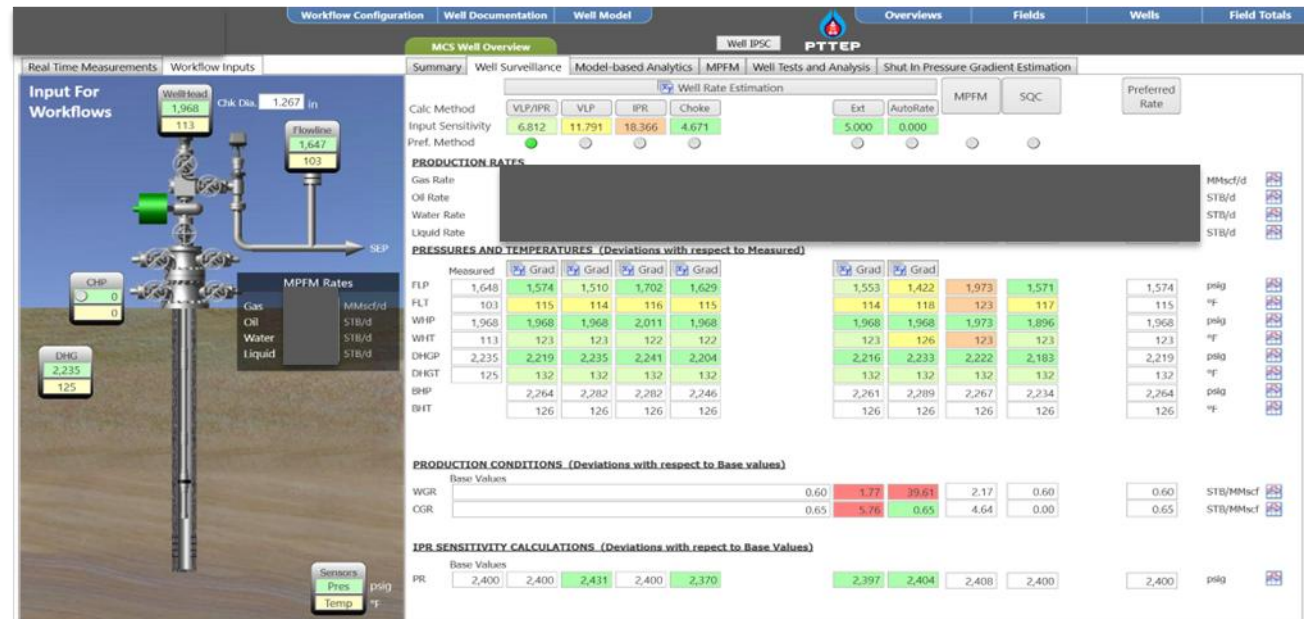 Workflow Configuration Well Documentation Well Model Overviews Fields Wells Field Totals
MCS Well Overview Well IPSC PTTEP
Real Time Measurements Workflow Inputs Summary Well Surveillance Model-based Analytics MPFM Well Tests and Analysis Shut In Pressure Gradient Estimation
Input For Workflows
WellHead
1,968
113
Chk Dia. 1.267 in
Flowline
1,647
103
SEP
CHP
0
0
MPFM Rates
Gas MMscf/d
Oil STB/d
Water STB/d
Liquid STB/d
DHG
2,235
125
Sensors
Pres psig
Temp °F
Well Rate Estimation MPFM SQC Preferred Rate
Calc Method VLP/IPR VLP IPR Choke Ext AutoRate
Input Sensitivity 6.812 11.791 18.366 4.671 5.000 0.000
Pref. Method
PRODUCTION RATES
Gas Rate MMscf/d
Oil Rate STB/d
Water Rate STB/d
Liquid Rate STB/d
PRESSURES AND TEMPERATURES (Deviations with respect to Measured)
Measured Grad Grad Grad Grad Grad Grad
FLP 1,648 1,574 1,510 1,702 1,629 1,553 1,422 1,973 1,571 1,574 psig
FLT 103 115 114 116 115 114 118 123 117 115 °F
WHP 1,968 1,968 1,968 2,011 1,968 1,968 1,968 1,973 1,896 1,968 psig
WHT 113 123 123 122 122 123 126 123 123 123 °F
DHGP 2,235 2,219 2,235 2,241 2,204 2,216 2,233 2,222 2,183 2,219 psig
DHGT 125 132 132 132 132 132 132 132 132 132 °F
BHP 2,264 2,282 2,282 2,246 2,261 2,289 2,267 2,234 2,264 psig
BHT 126 126 126 126 126 126 126 126 126 °F
PRODUCTION CONDITIONS (Deviations with respect to Base values)
Base Values
WGR 0.60 1.77 39.61 2.17 0.60 0.60 STB/MMscf
CGR 0.65 5.76 0.65 4.64 0.00 0.65 STB/MMscf
IPR SENSITIVITY CALCULATIONS (Deviations with repect to Base Values)
Base Values
PR 2,400 2,400 2,431 2,400 2,370 2,397 2,404 2,408 2,400 2,400 psig